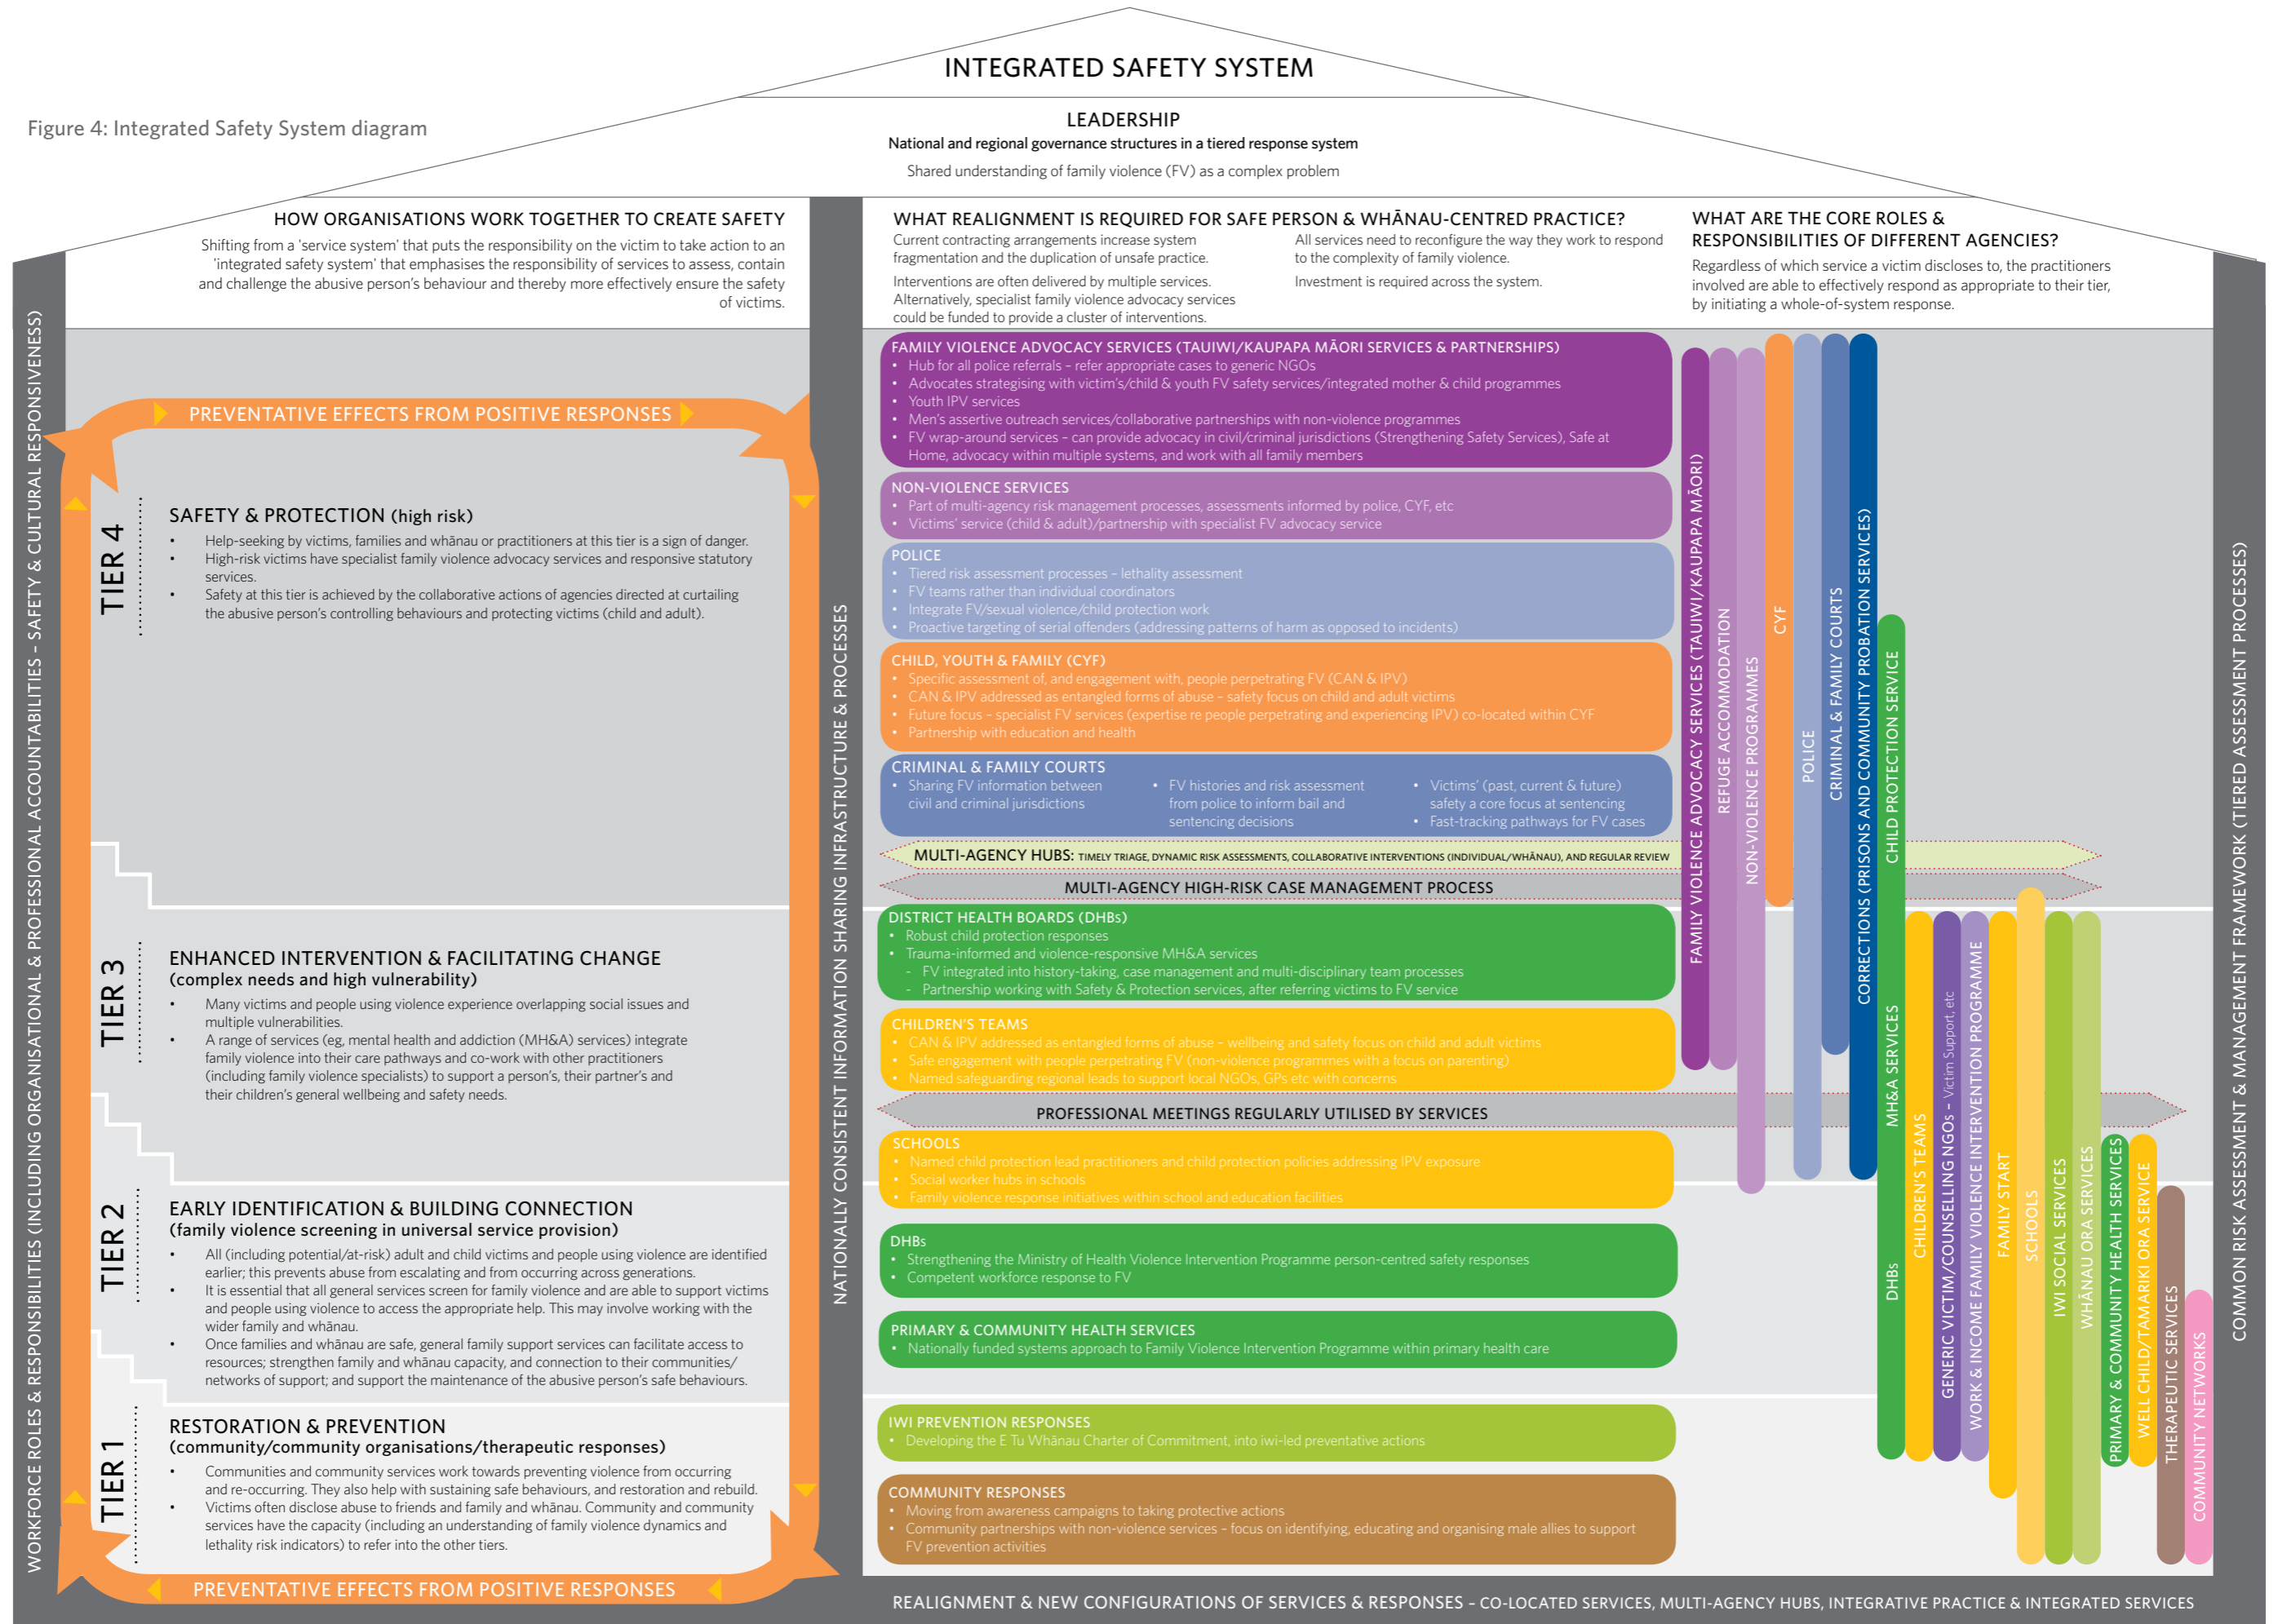 INTEGRATED SAFETY SYSTEM
Figure 4: Integrated Safety System diagram
LEADERSHIP
National and regional governance structures in a tiered response system
Shared understanding of family violence (FV) as a complex problem
HOW ORGANISATIONS WORK TOGETHER TO CREATE SAFETY
Shifting from a 'service system' that puts the responsibility on the victim to take action to an
'integrated safety system' that emphasises the responsibility of services to assess, contain
and challenge the abusive person's behaviour and thereby more effectively ensure the safety
of victims.
WHAT REALIGNMENT IS REQUIRED FOR SAFE PERSON & WHĀNAU-CENTRED PRACTICE?
Current contracting arrangements increase system
fragmentation and the duplication of unsafe practice.
Interventions are often delivered by multiple services.
Alternatively, specialist family violence advocacy services
could be funded to provide a cluster of interventions.
All services need to reconfigure the way they work to respond
to the complexity of family violence.
Investment is required across the system.
WHAT ARE THE CORE ROLES &
RESPONSIBILITIES OF DIFFERENT AGENCIES?
Regardless of which service a victim discloses to, the practitioners
involved are able to effectively respond as appropriate to their tier,
by initiating a whole-of-system response.
WORKFORCE ROLES & RESPONSIBILITIES (INCLUDING ORGANISATIONAL & PROFESSIONAL ACCOUNTABILITIES – SAFETY & CULTURAL RESPONSIVENESS)
PREVENTATIVE EFFECTS FROM POSITIVE RESPONSES
TIER 4
SAFETY & PROTECTION (high risk)
• Help-seeking by victims, families and whānau or practitioners at this tier is a sign of danger.
• High-risk victims have specialist family violence advocacy services and responsive statutory
services.
• Safety at this tier is achieved by the collaborative actions of agencies directed at curtailing
the abusive person's controlling behaviours and protecting victims (child and adult).
TIER 3
ENHANCED INTERVENTION & FACILITATING CHANGE
(complex needs and high vulnerability)
• Many victims and people using violence experience overlapping social issues and
multiple vulnerabilities.
• A range of services (eg, mental health and addiction (MH&A) services) integrate
family violence into their care pathways and co-work with other practitioners
(including family violence specialists) to support a person's, their partner's and
their children's general wellbeing and safety needs.
TIER 2
EARLY IDENTIFICATION & BUILDING CONNECTION
(family violence screening in universal service provision)
• All (including potential/at-risk) adult and child victims and people using violence are identified
earlier; this prevents abuse from escalating and from occurring across generations.
• It is essential that all general services screen for family violence and are able to support victims
and people using violence to access the appropriate help. This may involve working with the
wider family and whānau.
• Once families and whānau are safe, general family support services can facilitate access to
resources; strengthen family and whānau capacity, and connection to their communities/
networks of support; and support the maintenance of the abusive person's safe behaviours.
TIER 1
RESTORATION & PREVENTION
(community/community organisations/therapeutic responses)
• Communities and community services work towards preventing violence from occurring
and re-occurring. They also help with sustaining safe behaviours, and restoration and rebuild.
• Victims often disclose abuse to friends and family and whānau. Community and community
services have the capacity (including an understanding of family violence dynamics and
lethality risk indicators) to refer into the other tiers.
PREVENTATIVE EFFECTS FROM POSITIVE RESPONSES
NATIONALLY CONSISTENT INFORMATION SHARING INFRASTRUCTURE & PROCESSES
FAMILY VIOLENCE ADVOCACY SERVICES (TAUIWI/KAUPAPA MĀORI SERVICES & PARTNERSHIPS)
• Hub for all police referrals – refer appropriate cases to generic NGOs
• Advocates strategising with victim's/child & youth FV safety services/integrated mother & child programmes
• Youth IPV services
• Men's assertive outreach services/collaborative partnerships with non-violence programmes
• FV wrap-around services – can provide advocacy in civil/criminal jurisdictions (Strengthening Safety Services), Safe at
Home, advocacy within multiple systems, and work with all family members
NON-VIOLENCE SERVICES
• Part of multi-agency risk management processes, assessments informed by police, CYF, etc
• Victims' service (child & adult)/partnership with specialist FV advocacy service
POLICE
• Tiered risk assessment processes – lethality assessment
• FV teams rather than individual coordinators
• Integrate FV/sexual violence/child protection work
• Proactive targeting of serial offenders (addressing patterns of harm as opposed to incidents)
CHILD, YOUTH & FAMILY (CYF)
• Specific assessment of, and engagement with, people perpetrating FV (CAN & IPV)
• CAN & IPV addressed as entangled forms of abuse – safety focus on child and adult victims
• Future focus – specialist FV services (expertise re people perpetrating and experiencing IPV) co-located within CYF
• Partnership with education and health
CRIMINAL & FAMILY COURTS
• Sharing FV information between
civil and criminal jurisdictions
• FV histories and risk assessment
from police to inform bail and
sentencing decisions
• Victims' (past, current & future)
safety a core focus at sentencing
• Fast-tracking pathways for FV cases
MULTI-AGENCY HUBS: TIMELY TRIAGE, DYNAMIC RISK ASSESSMENTS, COLLABORATIVE INTERVENTIONS (INDIVIDUAL/WHĀNAU), AND REGULAR REVIEW
MULTI-AGENCY HIGH-RISK CASE MANAGEMENT PROCESS
DISTRICT HEALTH BOARDS (DHBs)
• Robust child protection responses
• Trauma-informed and violence-responsive MH&A services
- FV integrated into history-taking, case management and multi-disciplinary team processes
- Partnership working with Safety & Protection services, after referring victims to FV service
CHILDREN'S TEAMS
• CAN & IPV addressed as entangled forms of abuse – wellbeing and safety focus on child and adult victims
• Safe engagement with people perpetrating FV (non-violence programmes with a focus on parenting)
• Named safeguarding regional leads to support local NGOs, GPs etc with concerns
PROFESSIONAL MEETINGS REGULARLY UTILISED BY SERVICES
SCHOOLS
• Named child protection lead practitioners and child protection policies addressing IPV exposure
• Social worker hubs in schools
• Family violence response initiatives within school and education facilities
DHBs
• Strengthening the Ministry of Health Violence Intervention Programme person-centred safety responses
• Competent workforce response to FV
PRIMARY & COMMUNITY HEALTH SERVICES
• Nationally funded systems approach to Family Violence Intervention Programme within primary health care
IWI PREVENTION RESPONSES
• Developing the E Tu Whānau Charter of Commitment, into iwi-led preventative actions
COMMUNITY RESPONSES
• Moving from awareness campaigns to taking protective actions
• Community partnerships with non-violence services – focus on identifying, educating and organising male allies to support
FV prevention activities
FAMILY VIOLENCE ADVOCACY SERVICES (TAUIWI/KAUPAPA MĀORI)
REFUGE ACCOMMODATION
NON-VIOLENCE PROGRAMMES
CYF
POLICE
CRIMINAL & FAMILY COURTS
CORRECTIONS (PRISONS AND COMMUNITY PROBATION SERVICES)
CHILD PROTECTION SERVICE
MH&A SERVICES
DHBs
CHILDREN'S TEAMS
GENERIC VICTIM/COUNSELLING NGOs – Victim Support, etc
WORK & INCOME FAMILY VIOLENCE INTERVENTION PROGRAMME
FAMILY START
SCHOOLS
IWI SOCIAL SERVICES
WHĀNAU ORA SERVICES
PRIMARY & COMMUNITY HEALTH SERVICES
WELL CHILD/TAMARIKI ORA SERVICE
THERAPEUTIC SERVICES
COMMUNITY NETWORKS
COMMON RISK ASSESSMENT & MANAGEMENT FRAMEWORK (TIERED ASSESSMENT PROCESSES)
REALIGNMENT & NEW CONFIGURATIONS OF SERVICES & RESPONSES – CO-LOCATED SERVICES, MULTI-AGENCY HUBS, INTEGRATIVE PRACTICE & INTEGRATED SERVICES